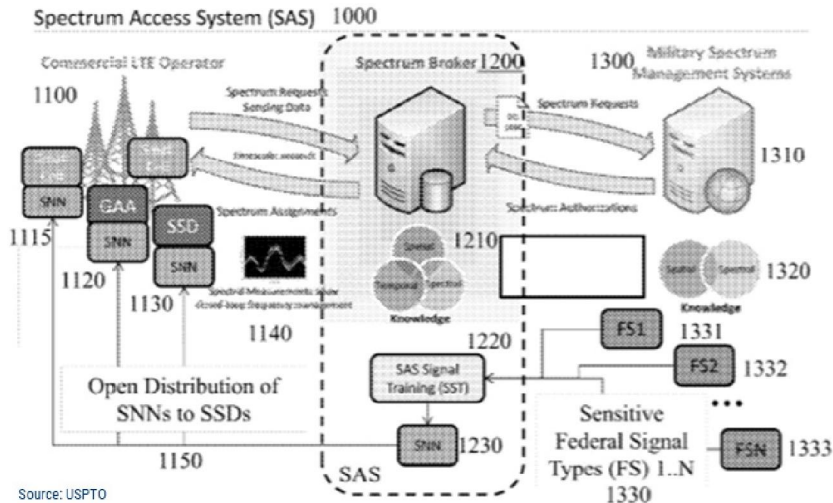 Spectrum Access System (SAS) 1000
Commercial LTE Operator
1100
Spectrum Requests
Sensing Data
Spectrum Broker 1200
1300
Military Spectrum
Management Systems
Spectrum Requests
1310
SNN
GAA
SNN
SSD
SNN
1115
1120
1130
Spectrum Assignments
Spectrum Authorizations
1210
Spatial
Temporal
Spectral
Knowledge
Spatial
Spectral
1320
Knowledge
closed-loop frequency management
1140
1220
FS1
1331
FS2
1332
SAS Signal
Training (SST)
Open Distribution of
SNNs to SSDs
Sensitive
Federal Signal
Types (FS) 1..N
...
FSN
1333
SNN
1230
1150
SAS
1330
Source: USPTO